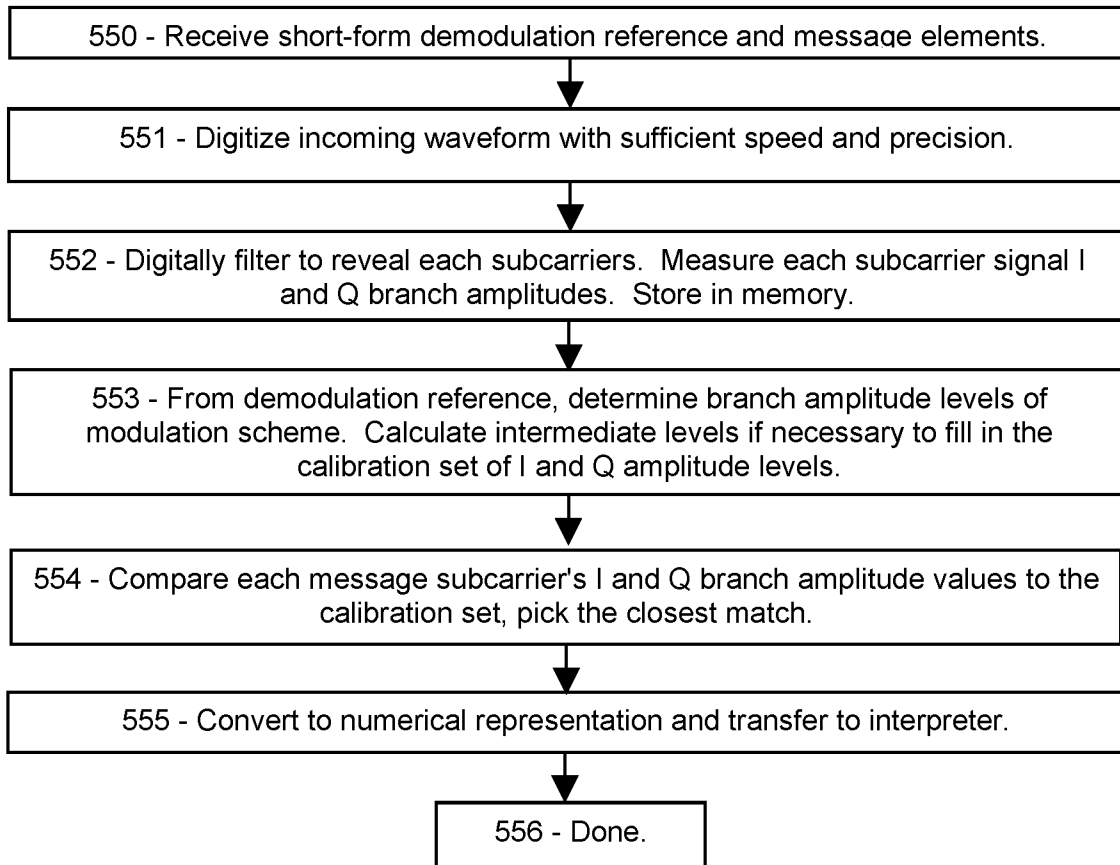 550 - Receive short-form demodulation reference and message elements.
551 - Digitize incoming waveform with sufficient speed and precision.
552 - Digitally filter to reveal each subcarriers.  Measure each subcarrier signal I
and Q branch amplitudes.  Store in memory.
553 - From demodulation reference, determine branch amplitude levels of
modulation scheme.  Calculate intermediate levels if necessary to fill in the
calibration set of I and Q amplitude levels.
554 - Compare each message subcarrier's I and Q branch amplitude values to the
calibration set, pick the closest match.
555 - Convert to numerical representation and transfer to interpreter.
556 - Done.